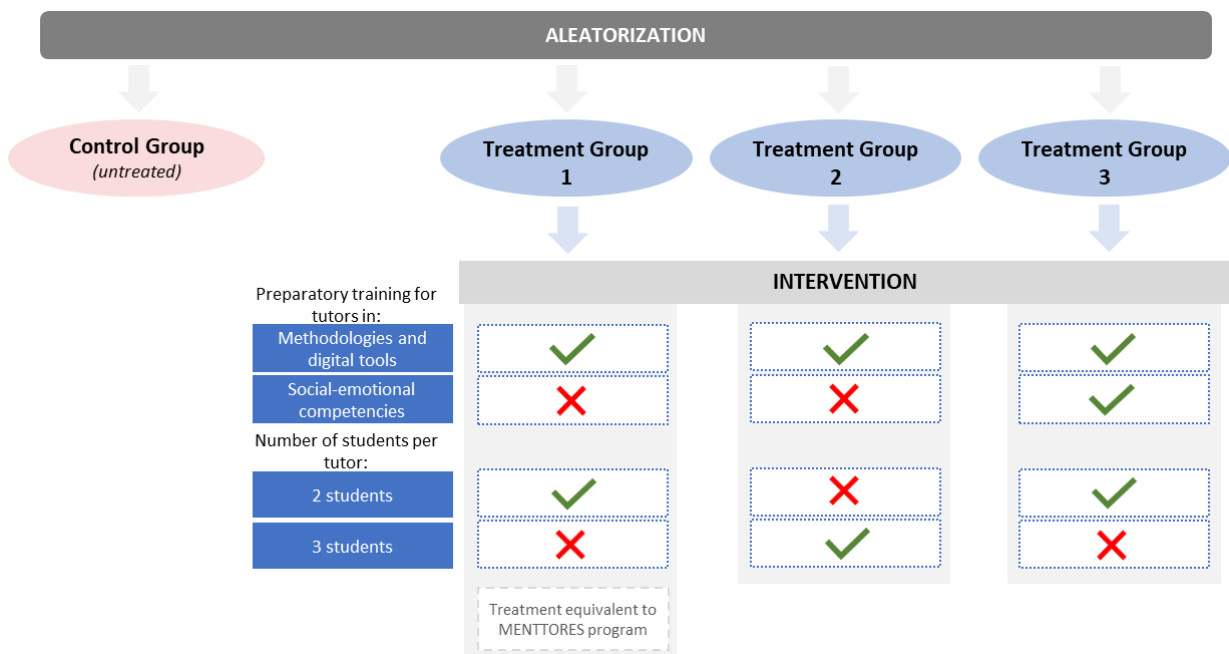 ALEATORIZATION
Control Group
(untreated)
Treatment Group
1
Treatment Group
2
Treatment Group
3
INTERVENTION
Preparatory training for
tutors in:
Methodologies and
digital tools
Social-emotional
competencies
Number of students per
tutor:
2 students
3 students
Treatment equivalent to
MENTTORES program